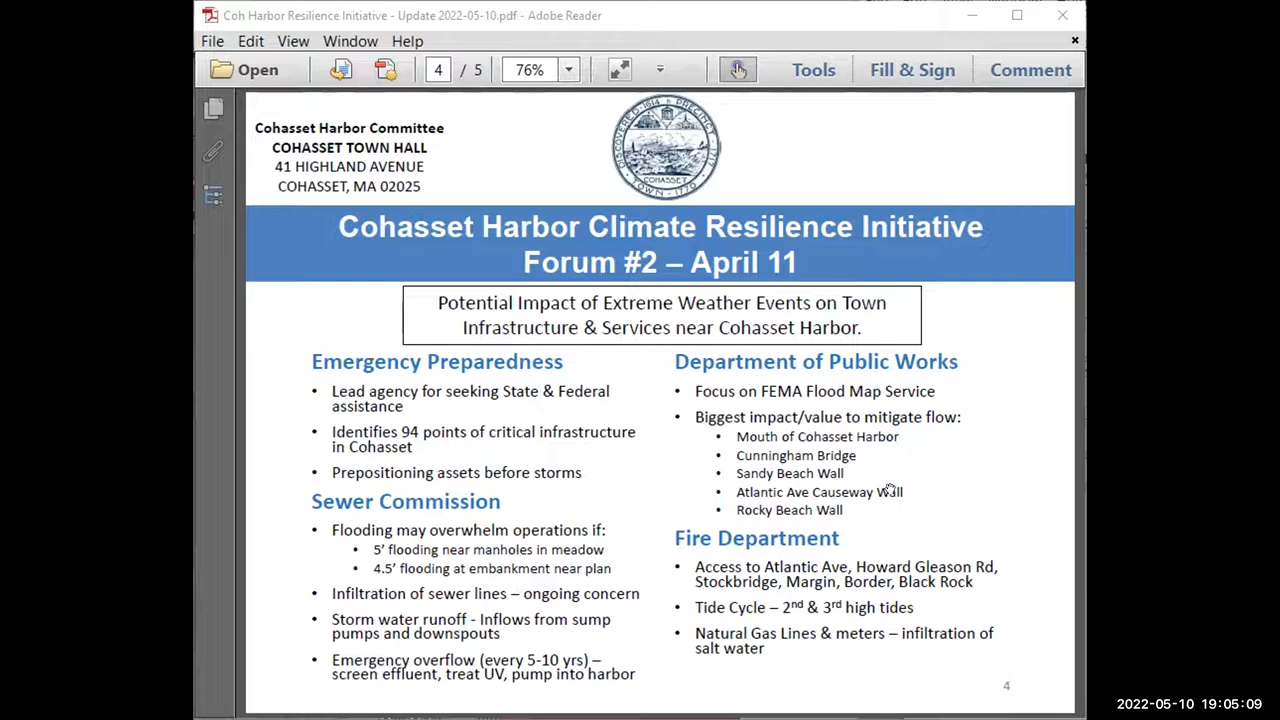 Coh Harbor Resilience Initiative - Update 2022-05-10.pdf - Adobe Reader
File Edit View Window Help
Open 4 / 5 76% Tools Fill & Sign Comment
Cohasset Harbor Committee
COHASSET TOWN HALL
41 HIGHLAND AVENUE
COHASSET, MA 02025
DISCOVERED·1614 PRECINCT 1717
COHASSET
TOWN-1770
Cohasset Harbor Climate Resilience Initiative
Forum #2 – April 11
Potential Impact of Extreme Weather Events on Town
Infrastructure & Services near Cohasset Harbor.
Emergency Preparedness
• Lead agency for seeking State & Federal
assistance
• Identifies 94 points of critical infrastructure
in Cohasset
• Prepositioning assets before storms
Sewer Commission
• Flooding may overwhelm operations if:
• 5’ flooding near manholes in meadow
• 4.5’ flooding at embankment near plan
• Infiltration of sewer lines – ongoing concern
• Storm water runoff - Inflows from sump
pumps and downspouts
• Emergency overflow (every 5-10 yrs) –
screen effluent, treat UV, pump into harbor
Department of Public Works
• Focus on FEMA Flood Map Service
• Biggest impact/value to mitigate flow:
• Mouth of Cohasset Harbor
• Cunningham Bridge
• Sandy Beach Wall
• Atlantic Ave Causeway Wall
• Rocky Beach Wall
Fire Department
• Access to Atlantic Ave, Howard Gleason Rd,
Stockbridge, Margin, Border, Black Rock
• Tide Cycle – 2nd & 3rd high tides
• Natural Gas Lines & meters – infiltration of
salt water
4
2022-05-10 19:05:09